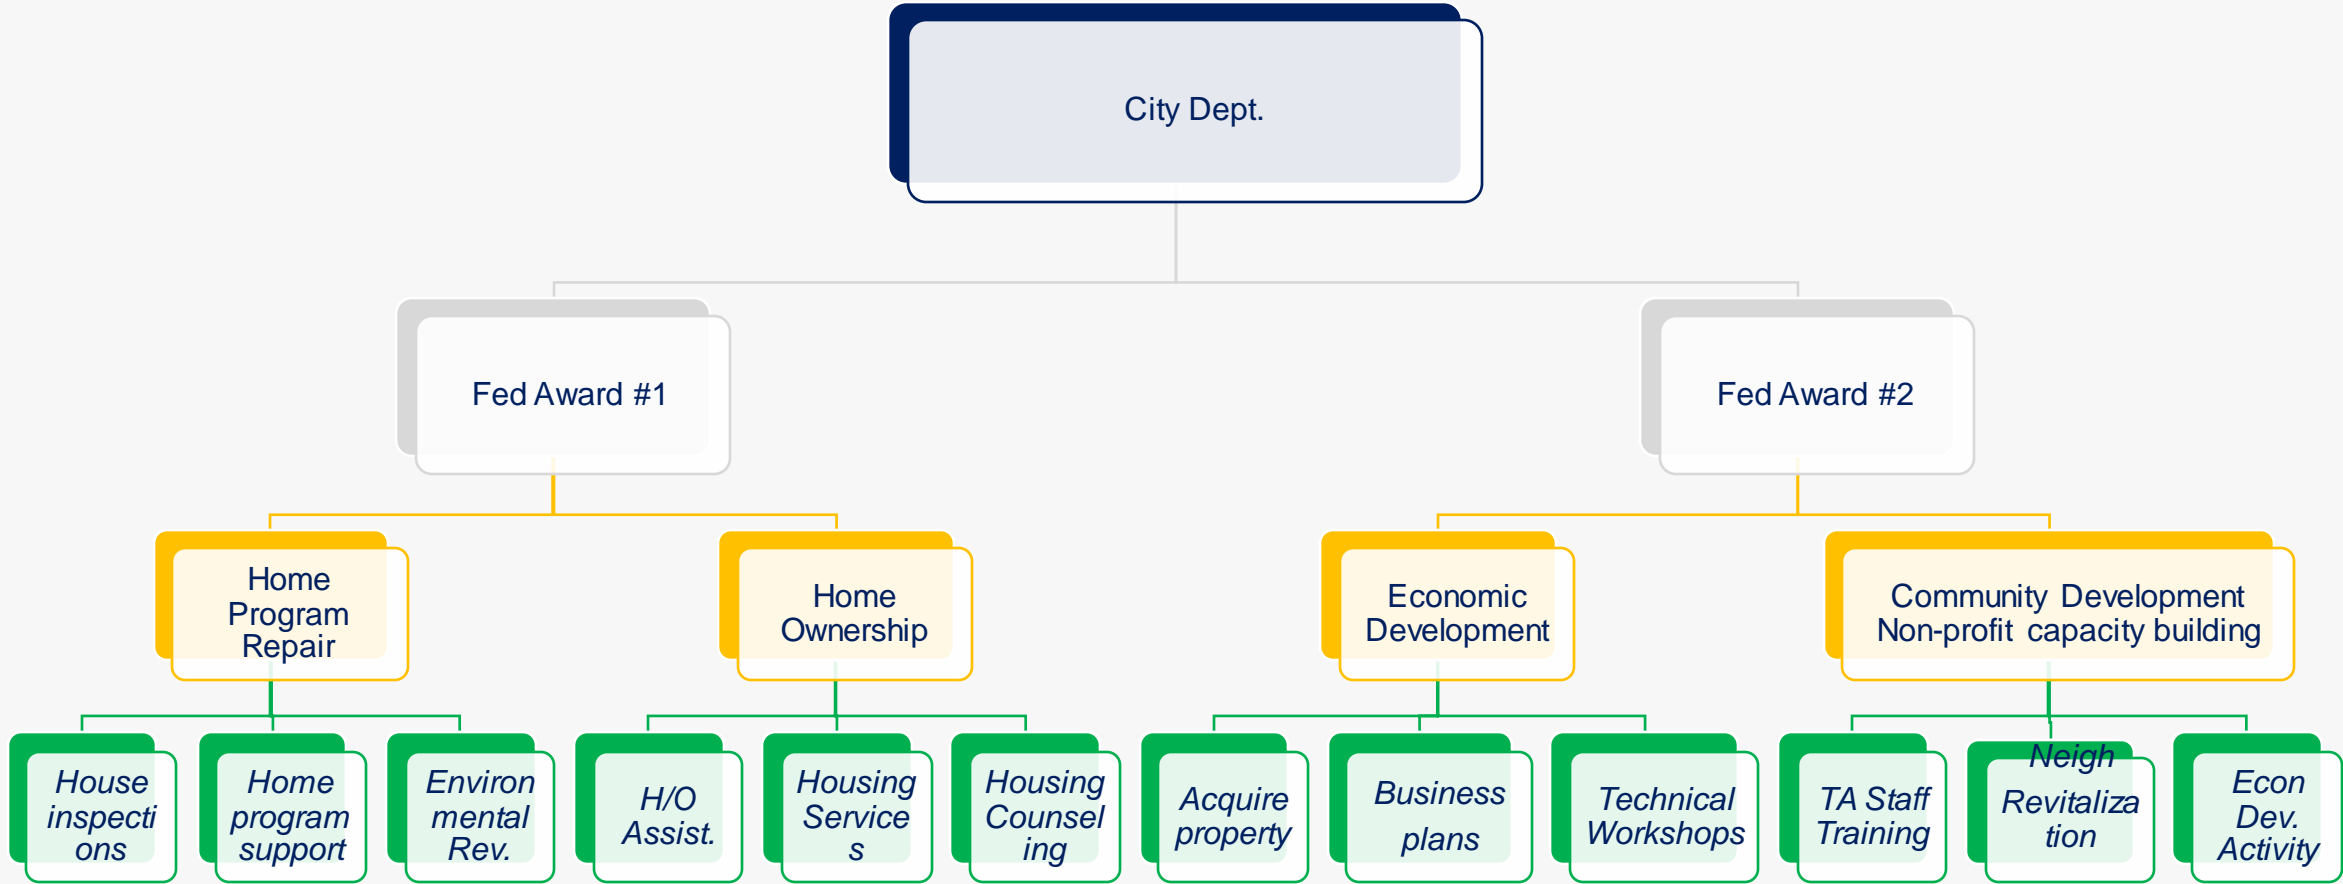 City Dept.
Fed Award #1
Fed Award #2
Home
Program
Repair
Home
Ownership
Economic
Development
Community Development
Non-profit capacity building
House
inspecti
ons
Home
program
support
Environ
mental
Rev.
H/O
Assist.
Housing
Service
s
Housing
Counsel
ing
Acquire
property
Business
plans
Technical
Workshops
TA Staff
Training
Neigh
Revitaliza
tion
Econ
Dev.
Activity